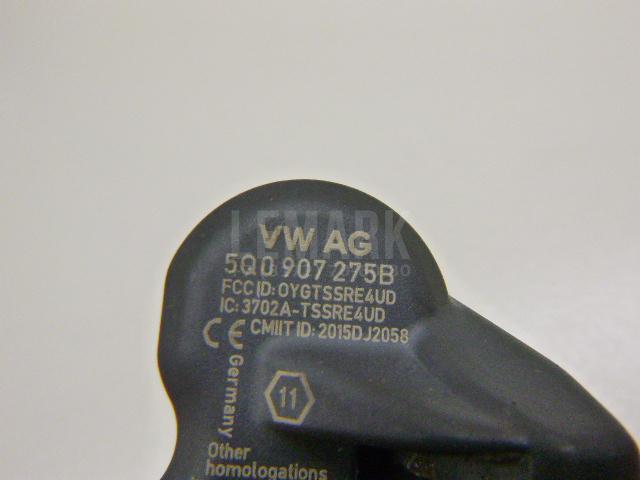 LEMARK
VW AG
5Q0 907 275B
FCC ID: OYGTSSRE4UD
IC: 3702A-TSSRE4UD
CE CMIIT ID: 2015DJ2058
Germany
11
Other
homologations